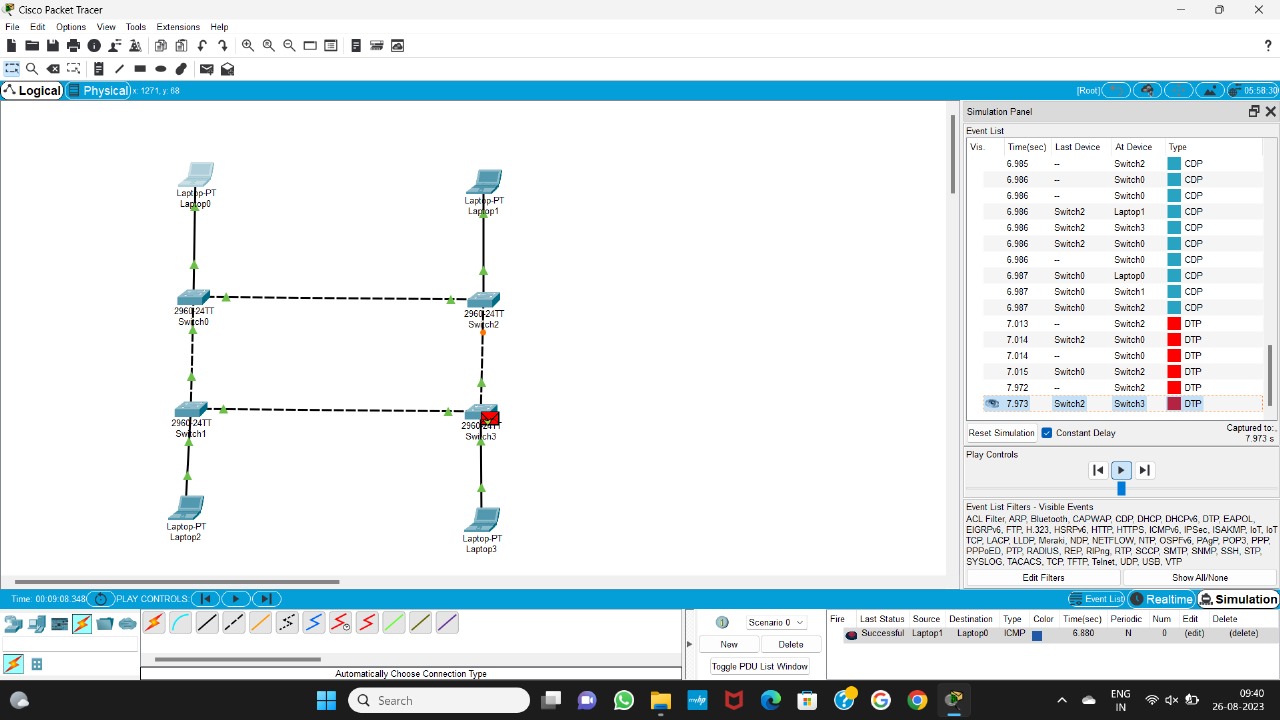 Cisco Packet Tracer
File Edit Options View Tools Extensions Help
?
Logical Physical x: 1271, y: 68 [Root] 05:58:30
Laptop-PT
Laptop0
Laptop-PT
Laptop1
2960-24TT
Switch0
2960-24TT
Switch2
2960-24TT
Switch1
2960-24TT
Switch3
Laptop-PT
Laptop2
Laptop-PT
Laptop3
Simulation Panel
Event List
Vis. Time(sec) Last Device At Device Type
6.985 -- Switch2 CDP
6.986 -- Switch0 CDP
6.986 -- Switch0 CDP
6.986 Switch2 Laptop1 CDP
6.986 Switch2 Switch3 CDP
6.986 Switch2 Switch0 CDP
6.986 -- Switch0 CDP
6.987 Switch0 Laptop0 CDP
6.987 Switch0 Switch1 CDP
6.987 Switch0 Switch2 CDP
7.013 -- Switch2 DTP
7.014 Switch2 Switch0 DTP
7.014 -- Switch0 DTP
7.015 Switch0 Switch2 DTP
7.972 -- Switch2 DTP
7.973 Switch2 Switch3 DTP
Reset Simulation Constant Delay Captured to:
7.973 s
Play Controls
Event List Filters - Visible Events
ACL Filter, ARP, Bluetooth, CAPWAP, CDP, DHCP, DHCPv6, DTP, EAPOL,
EIGRPv6, FTP, H.323, HSRPv6, HTTP, HTTPS, ICMPv6, IPSec, ISAKMP, IoT, IoT
TCP, LACP, LLDP, Meraki, NDP, NETFLOW, NTP, OSPFv6, PAgP, POP3, PPP,
PPPoED, PTP, RADIUS, REP, RIPng, RTP, SCCP, SMTP, SNMP, SSH, STP,
SYSLOG, TACACS, TCP, TFTP, Telnet, UDP, USB, VTP
Edit Filters Show All/None
Time: 00:09:08.348 PLAY CONTROLS: Event List Realtime Simulation
Automatically Choose Connection Type
Scenario 0
New Delete
Toggle PDU List Window
Fire Last Status Source Destination Type Color Time(sec) Periodic Num Edit Delete
Successful Laptop1 Laptop0 ICMP 6.880 N 0 (edit) (delete)
Search
ENG
IN
09:40
26-08-2023